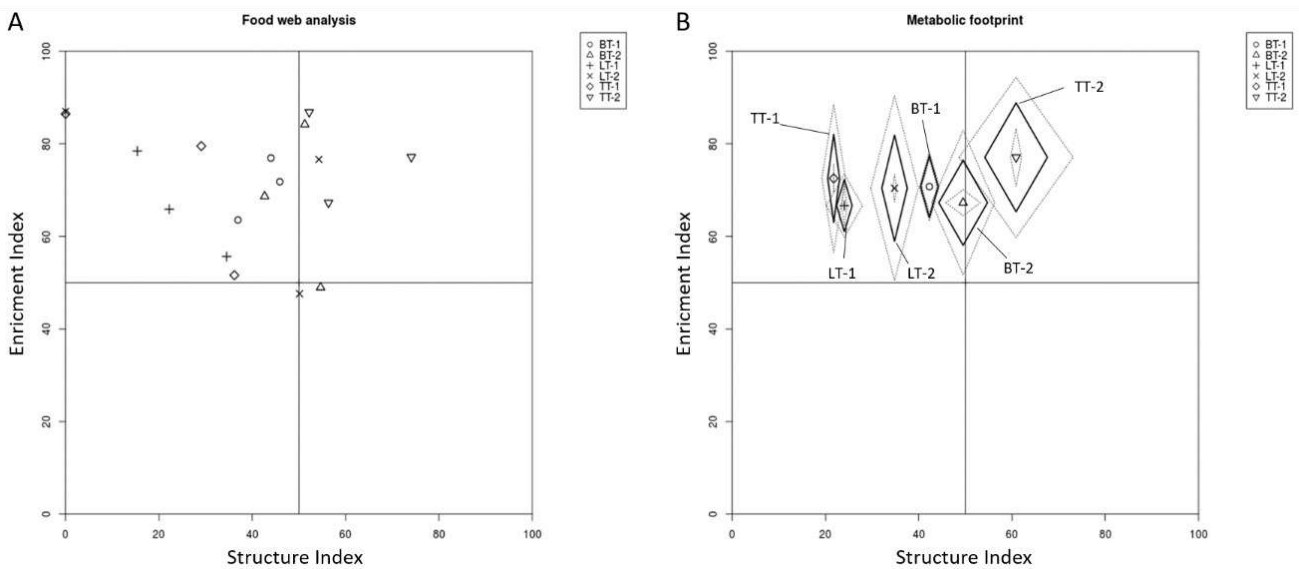 A
Food web analysis
100
80
60
40
20
0
Enricment Index
0 20 40 60 80 100
Structure Index
BT-1
BT-2
LT-1
LT-2
TT-1
TT-2
B
Metabolic footprint
100
80
60
40
20
0
Enricment Index
0 20 40 60 80 100
Structure Index
TT-1
BT-1
TT-2
LT-1
LT-2
BT-2
BT-1
BT-2
LT-1
LT-2
TT-1
TT-2